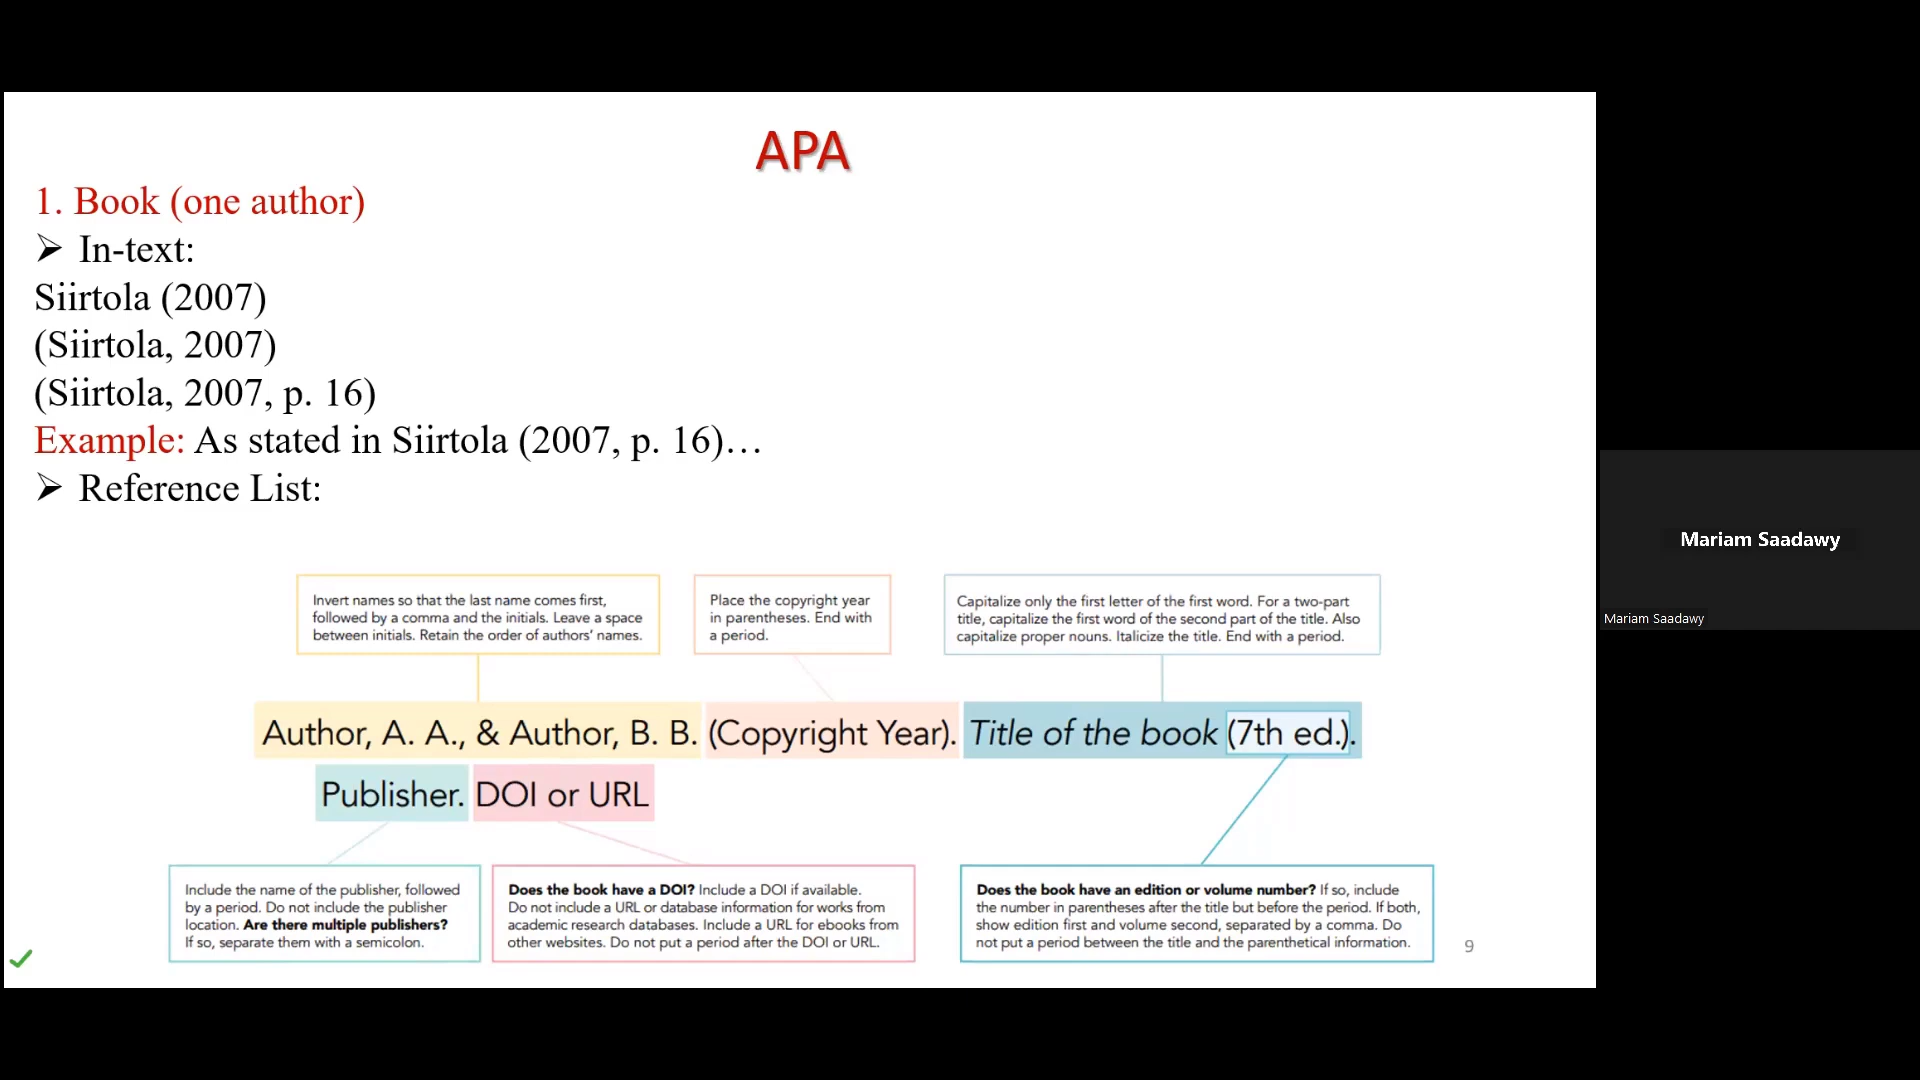 APA
1. Book (one author)
➢ In-text:
Siirtola (2007)
(Siirtola, 2007)
(Siirtola, 2007, p. 16)
Example: As stated in Siirtola (2007, p. 16)…
➢ Reference List:
Invert names so that the last name comes first,
followed by a comma and the initials. Leave a space
between initials. Retain the order of authors’ names.
Place the copyright year
in parentheses. End with
a period.
Capitalize only the first letter of the first word. For a two-part
title, capitalize the first word of the second part of the title. Also
capitalize proper nouns. Italicize the title. End with a period.
Author, A. A., & Author, B. B. (Copyright Year). Title of the book (7th ed.).
Publisher. DOI or URL
Include the name of the publisher, followed
by a period. Do not include the publisher
location. Are there multiple publishers?
If so, separate them with a semicolon.
Does the book have a DOI? Include a DOI if available.
Do not include a URL or database information for works from
academic research databases. Include a URL for ebooks from
other websites. Do not put a period after the DOI or URL.
Does the book have an edition or volume number? If so, include
the number in parentheses after the title but before the period. If both,
show edition first and volume second, separated by a comma. Do
not put a period between the title and the parenthetical information.
9
Mariam Saadawy
Mariam Saadawy